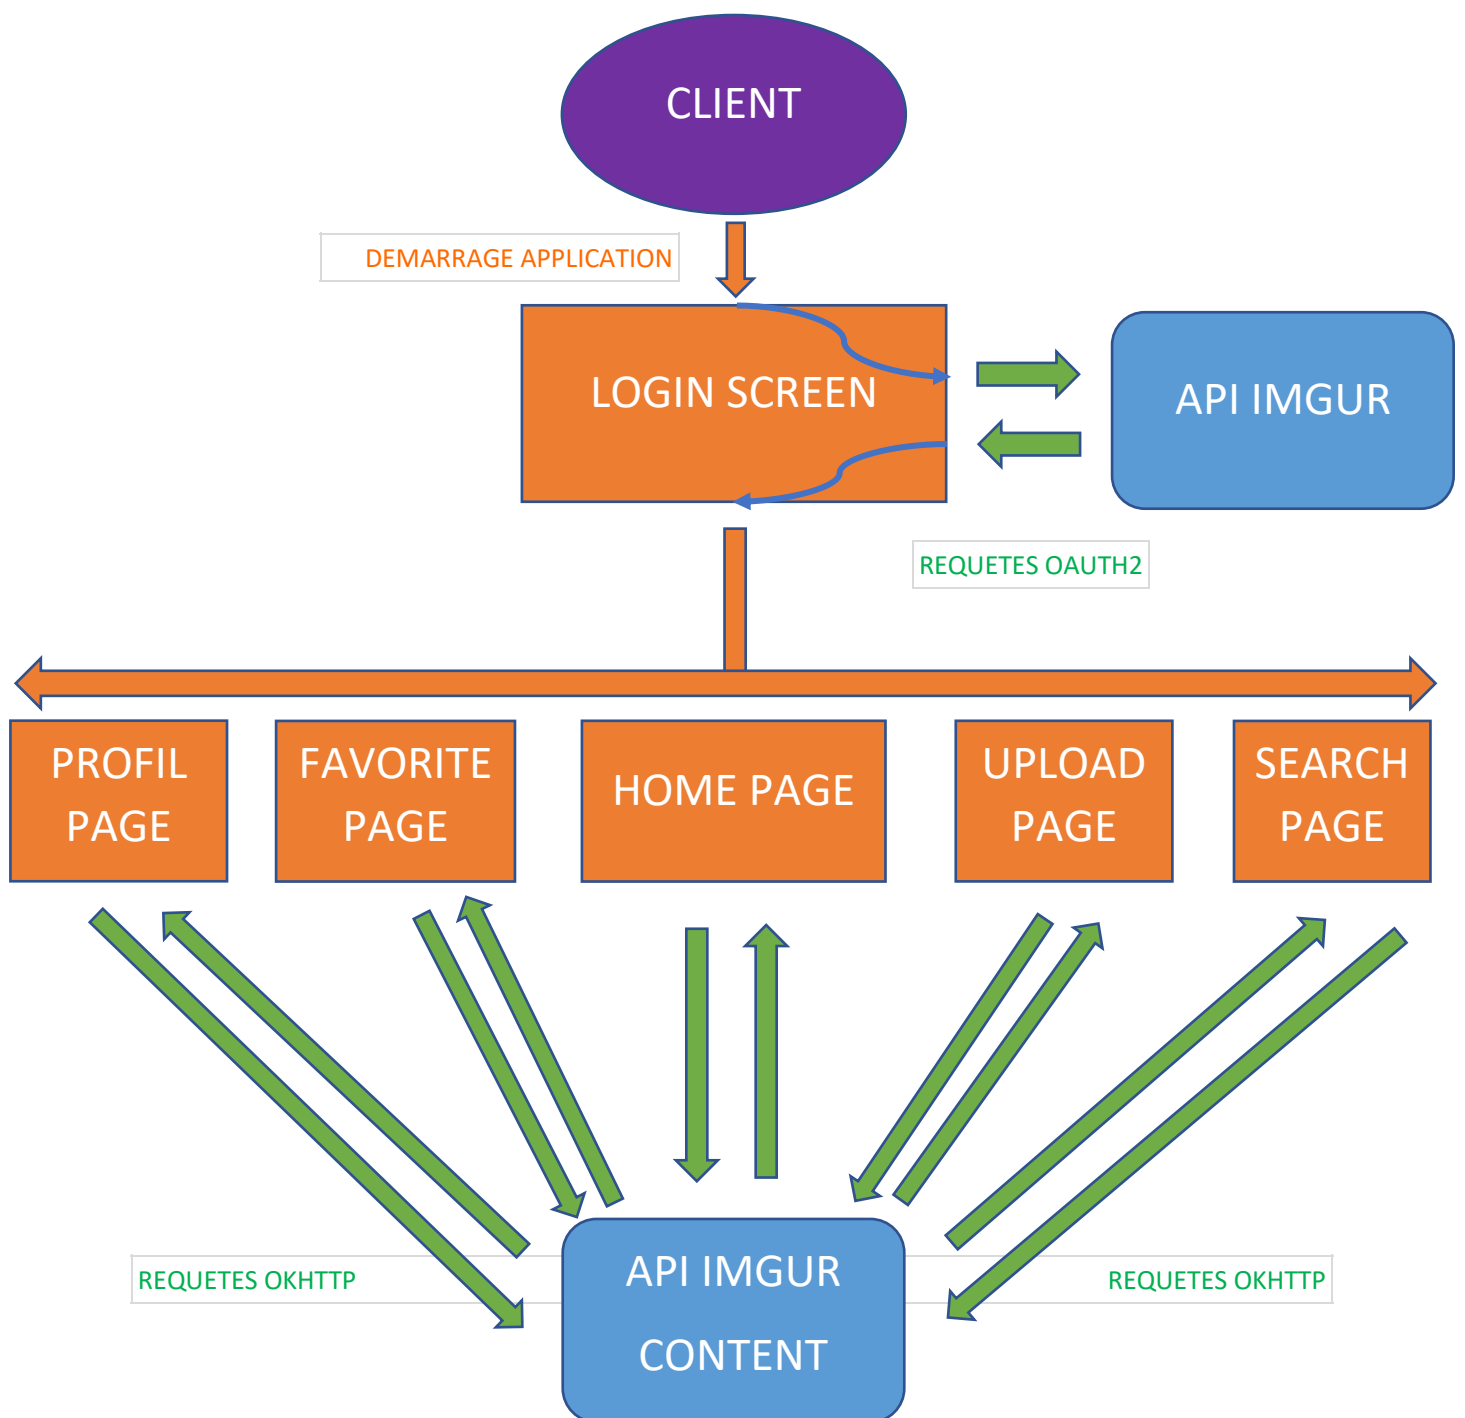 CLIENT
DEMARRAGE APPLICATION
LOGIN SCREEN
API IMGUR
REQUETES OAUTH2
PROFIL
PAGE
FAVORITE
PAGE
HOME PAGE
UPLOAD
PAGE
SEARCH
PAGE
REQUETES OKHTTP
API IMGUR
CONTENT
REQUETES OKHTTP